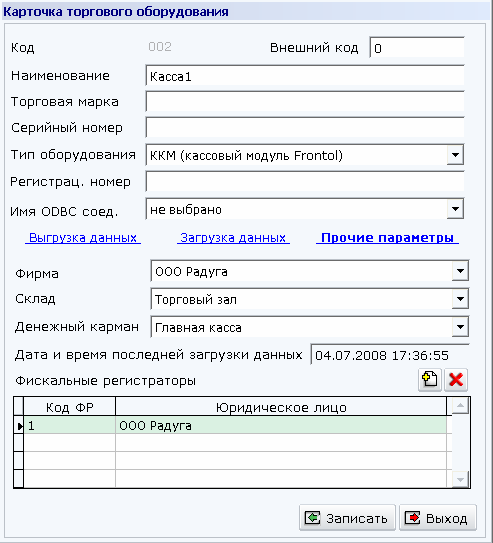 Карточка торгового оборудования
Код 002 Внешний код 0
Наименование Касса1
Торговая марка
Серийный номер
Тип оборудования ККМ (кассовый модуль Frontol)
Регистрац. номер
Имя ODBC соед. не выбрано
Выгрузка данных Загрузка данных Прочие параметры
Фирма ООО Радуга
Склад Торговый зал
Денежный карман Главная касса
Дата и время последней загрузки данных 04.07.2008 17:36:55
Фискальные регистраторы
Код ФР Юридическое лицо
1 ООО Радуга
Записать Выход